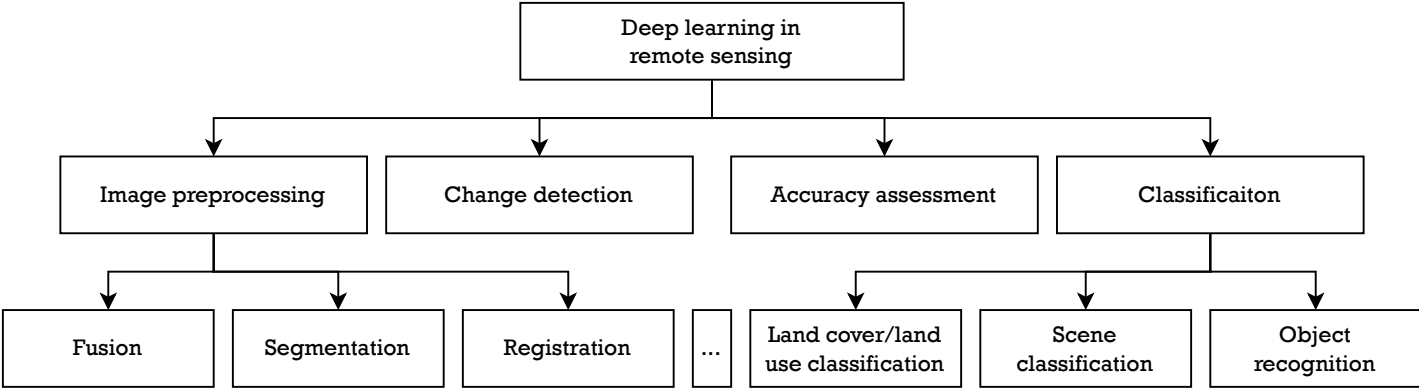 Deep learning in
remote sensing
Image preprocessing
Change detection
Accuracy assessment
Classificaiton
Fusion
Segmentation
Registration
...
Land cover/land
use classification
Scene
classification
Object
recognition